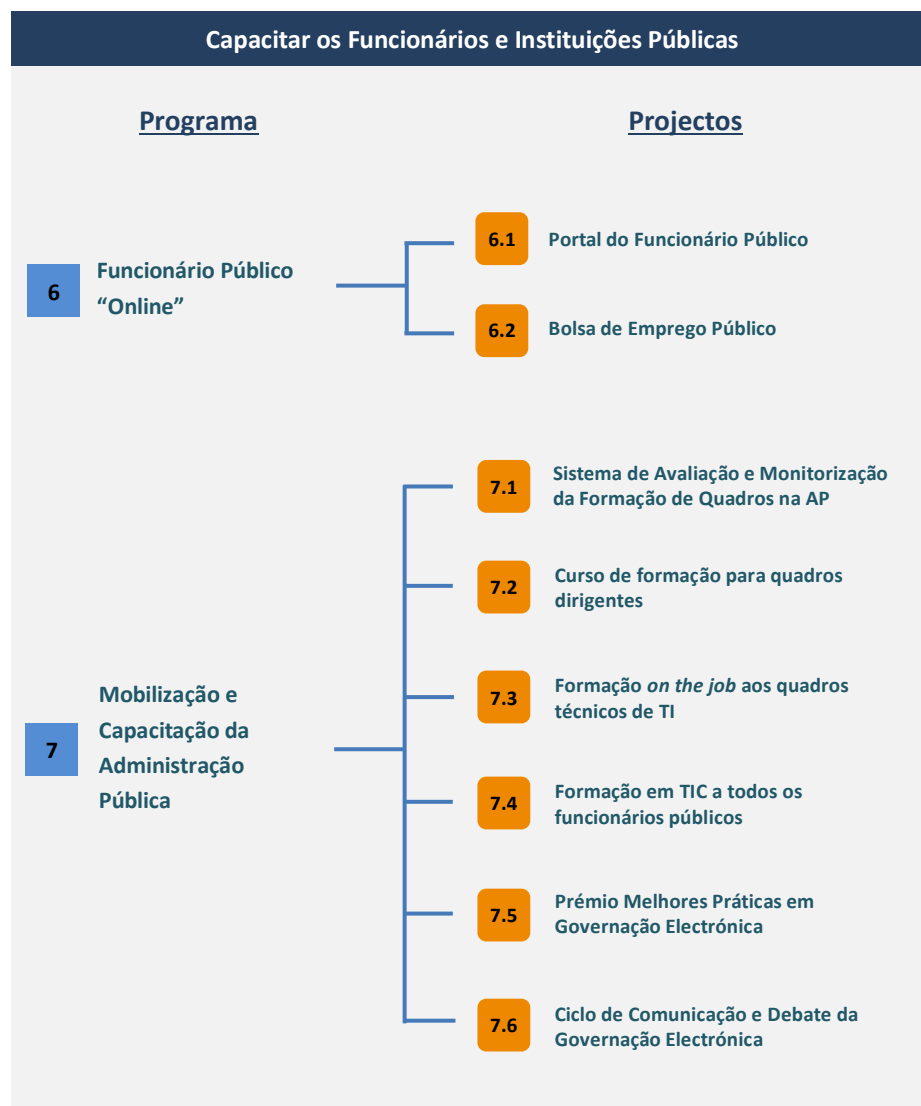 Capacitar os Funcionários e Instituições Públicas
Programa
Projectos
6
Funcionário Público
“Online”
6.1
Portal do Funcionário Público
6.2
Bolsa de Emprego Público
7
Mobilização e
Capacitação da
Administração
Pública
7.1
Sistema de Avaliação e Monitorização
da Formação de Quadros na AP
7.2
Curso de formação para quadros
dirigentes
7.3
Formação on the job aos quadros
técnicos de TI
7.4
Formação em TIC a todos os
funcionários públicos
7.5
Prémio Melhores Práticas em
Governação Electrónica
7.6
Ciclo de Comunicação e Debate da
Governação Electrónica